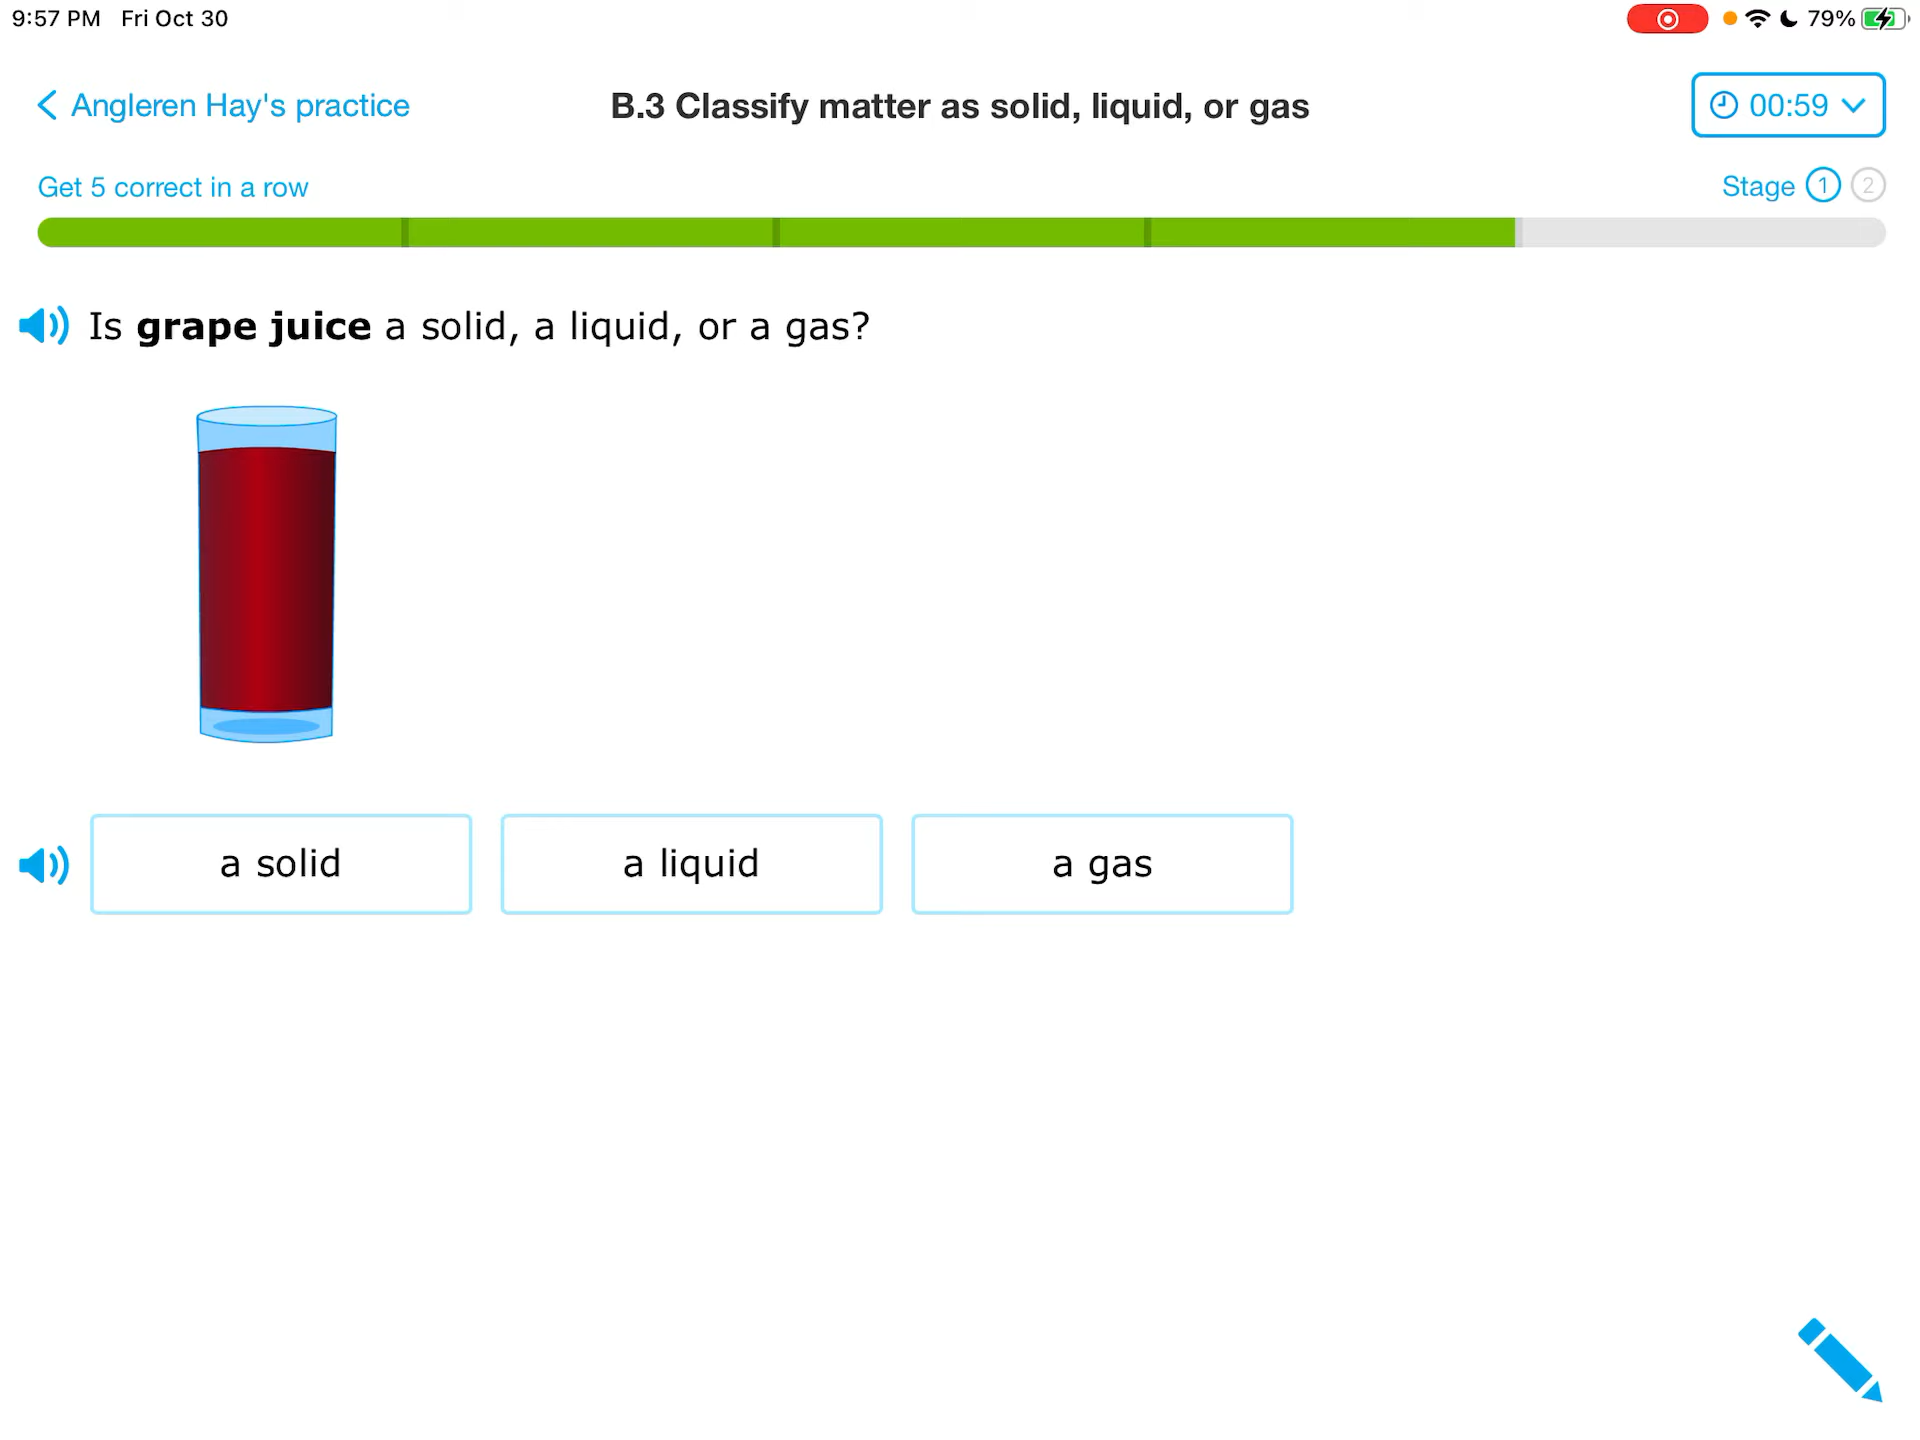 9:57 PM Fri Oct 30
79%
Angleren Hay's practice
B.3 Classify matter as solid, liquid, or gas
00:59
Get 5 correct in a row
Stage 1 2
Is grape juice a solid, a liquid, or a gas?
a solid
a liquid
a gas